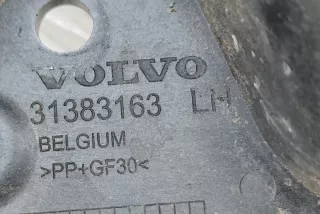 VOLVO
31383163 LH
BELGIUM
>PP+GF30<